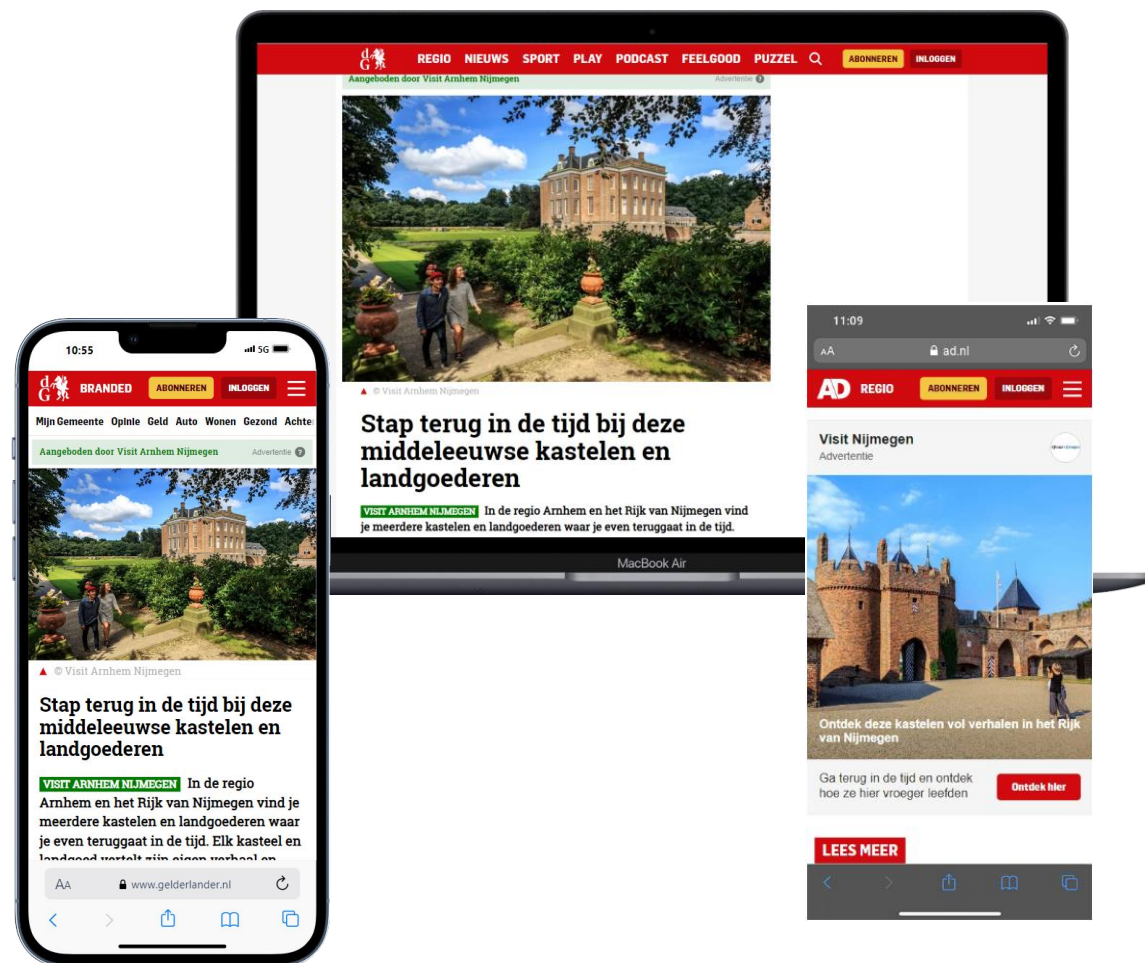 d
G
REGIO NIEUWS SPORT PLAY PODCAST FEELGOOD PUZZEL
ABONNEREN
INLOGGEN
Aangeboden door Visit Arnhem Nijmegen
Advertentie ?
▲ © Visit Arnhem Nijmegen
Stap terug in de tijd bij deze
middeleeuwse kastelen en
landgoederen
VISIT ARNHEM NIJMEGEN In de regio Arnhem en het Rijk van Nijmegen vind
je meerdere kastelen en landgoederen waar je even teruggaat in de tijd.
MacBook Air
10:55
5G
d
G
BRANDED
ABONNEREN
INLOGGEN
Mijn Gemeente Opinie Geld Auto Wonen Gezond Achte
Aangeboden door Visit Arnhem Nijmegen
Advertentie ?
▲ © Visit Arnhem Nijmegen
Stap terug in de tijd bij deze
middeleeuwse kastelen en
landgoederen
VISIT ARNHEM NIJMEGEN In de regio
Arnhem en het Rijk van Nijmegen vind je
meerdere kastelen en landgoederen waar
je even teruggaat in de tijd. Elk kasteel en
landgoed vertelt zijn eigen verhaal en
AA
www.gelderlander.nl
11:09
AA
ad.nl
AD REGIO
ABONNEREN
INLOGGEN
Visit Nijmegen
Advertentie
Ontdek deze kastelen vol verhalen in het Rijk
van Nijmegen
Ga terug in de tijd en ontdek
hoe ze hier vroeger leefden
Ontdek hier
LEES MEER